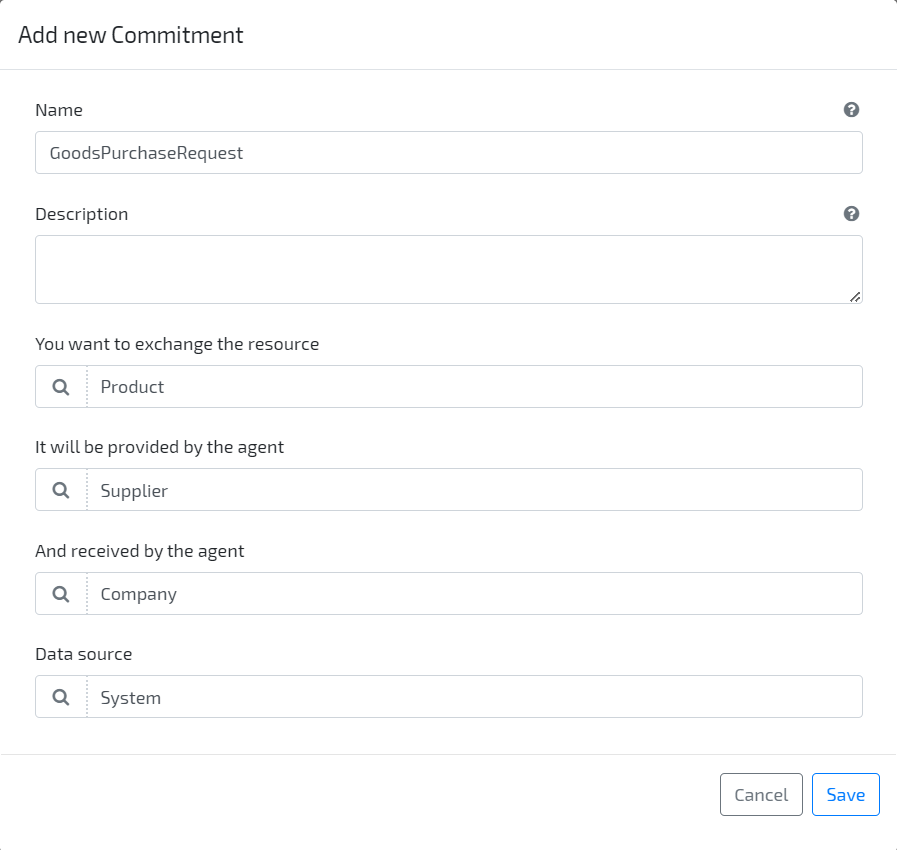 Add new Commitment
Name
GoodsPurchaseRequest
Description
You want to exchange the resource
Product
It will be provided by the agent
Supplier
And received by the agent
Company
Data source
System
Cancel Save